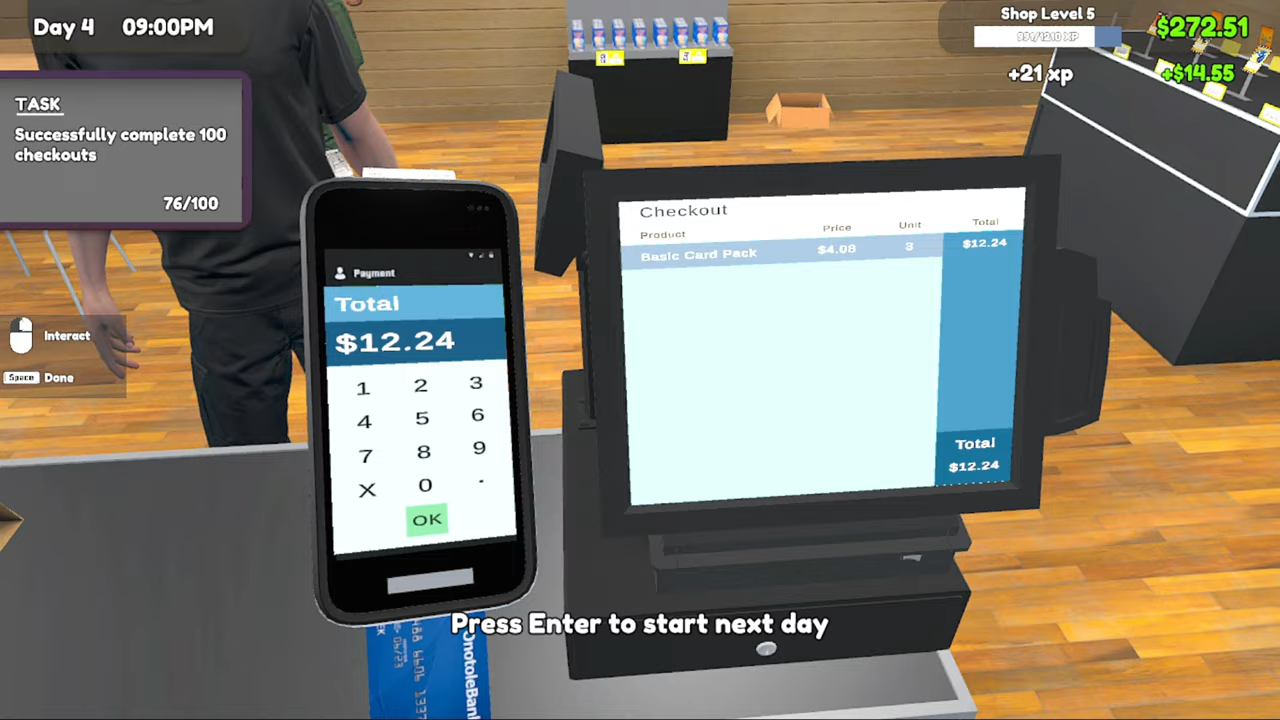 Day 4 09:00PM
Shop Level 5
$272.51
+21 xp
+$14.55
TASK
Successfully complete 100
checkouts
76/100
Interact
Space Done
Payment
Total
$12.24
1 2 3
4 5 6
7 8 9
X 0 .
OK
Checkout
Product Price Unit Total
Basic Card Pack $4.08 3 $12.24
Total
$12.24
Press Enter to start next day
OnotoleBank